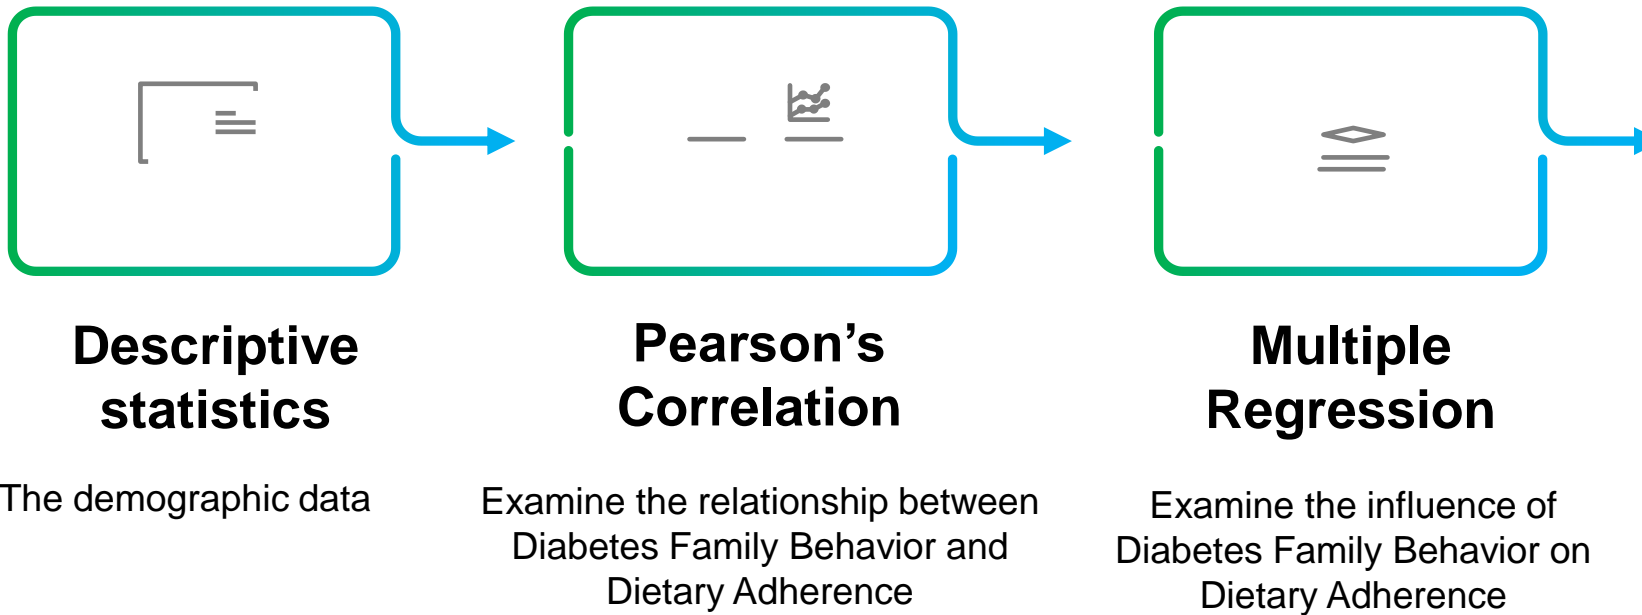 Descriptive
statistics
The demographic data
Pearson’s
Correlation
Examine the relationship between
Diabetes Family Behavior and
Dietary Adherence
Multiple
Regression
Examine the influence of
Diabetes Family Behavior on
Dietary Adherence